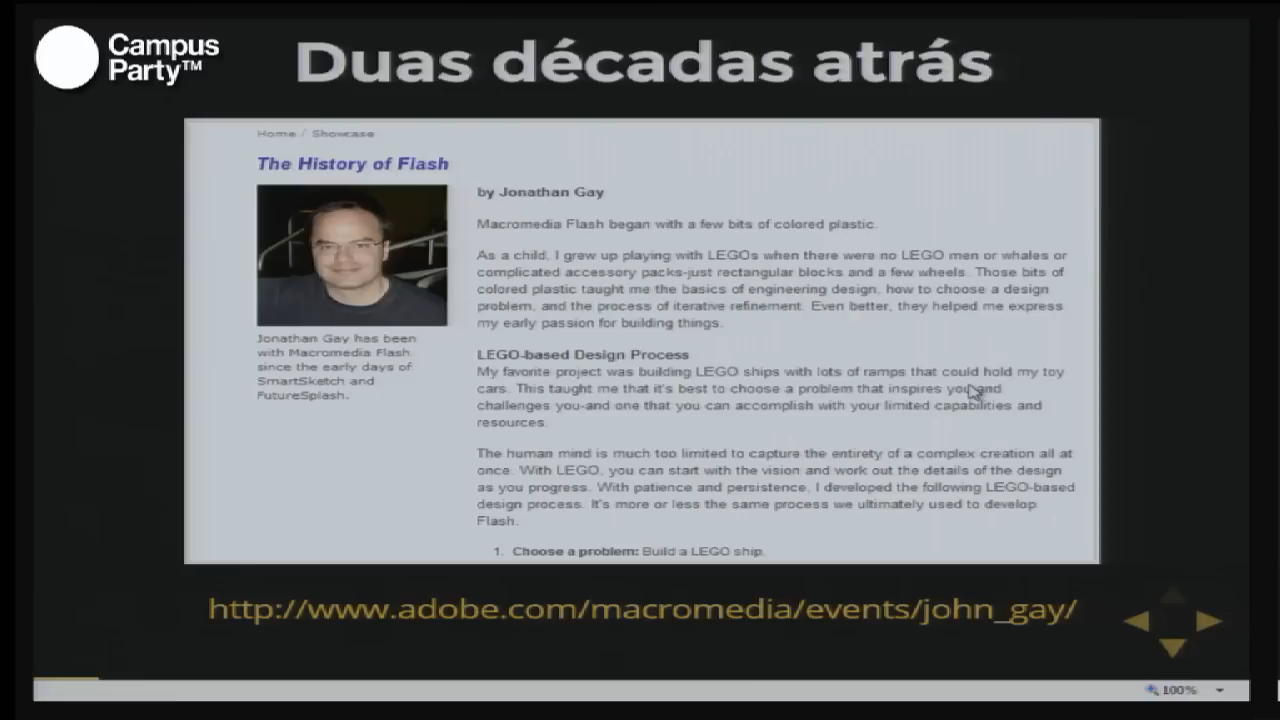 Campus
Party™
Duas décadas atrás
Home / Showcase
The History of Flash
by Jonathan Gay
Macromedia Flash began with a few bits of colored plastic.
As a child, I grew up playing with LEGOs when there were no LEGO men or whales or
complicated accessory packs-just rectangular blocks and a few wheels. Those bits of
colored plastic taught me the basics of engineering design, how to choose a design
problem, and the process of iterative refinement. Even better, they helped me express
my early passion for building things.
Jonathan Gay has been
with Macromedia Flash
since the early days of
SmartSketch and
FutureSplash.
LEGO-based Design Process
My favorite project was building LEGO ships with lots of ramps that could hold my toy
cars. This taught me that it's best to choose a problem that inspires you and
challenges you-and one that you can accomplish with your limited capabilities and
resources.
The human mind is much too limited to capture the entirety of a complex creation all at
once. With LEGO, you can start with the vision and work out the details of the design
as you progress. With patience and persistence, I developed the following LEGO-based
design process. It's more or less the same process we ultimately used to develop
Flash.
1. Choose a problem: Build a LEGO ship.
http://www.adobe.com/macromedia/events/john_gay/
100%